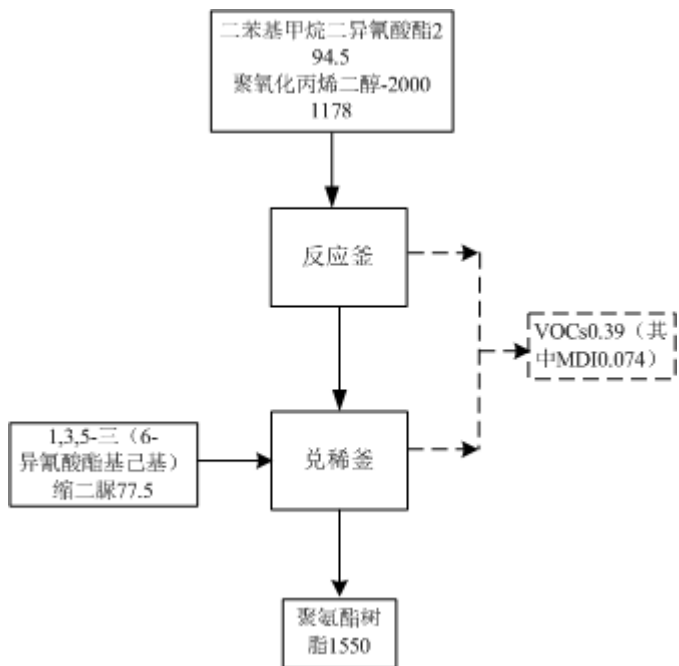 二苯基甲烷二异氰酸酯2
94.5
聚氧化丙烯二醇-2000
1178
反应釜
VOCs0.39（其
中MDI0.074）
1,3,5-三（6-
异氰酸酯基己基）
缩二脲77.5
兑稀釜
聚氨酯树
脂1550